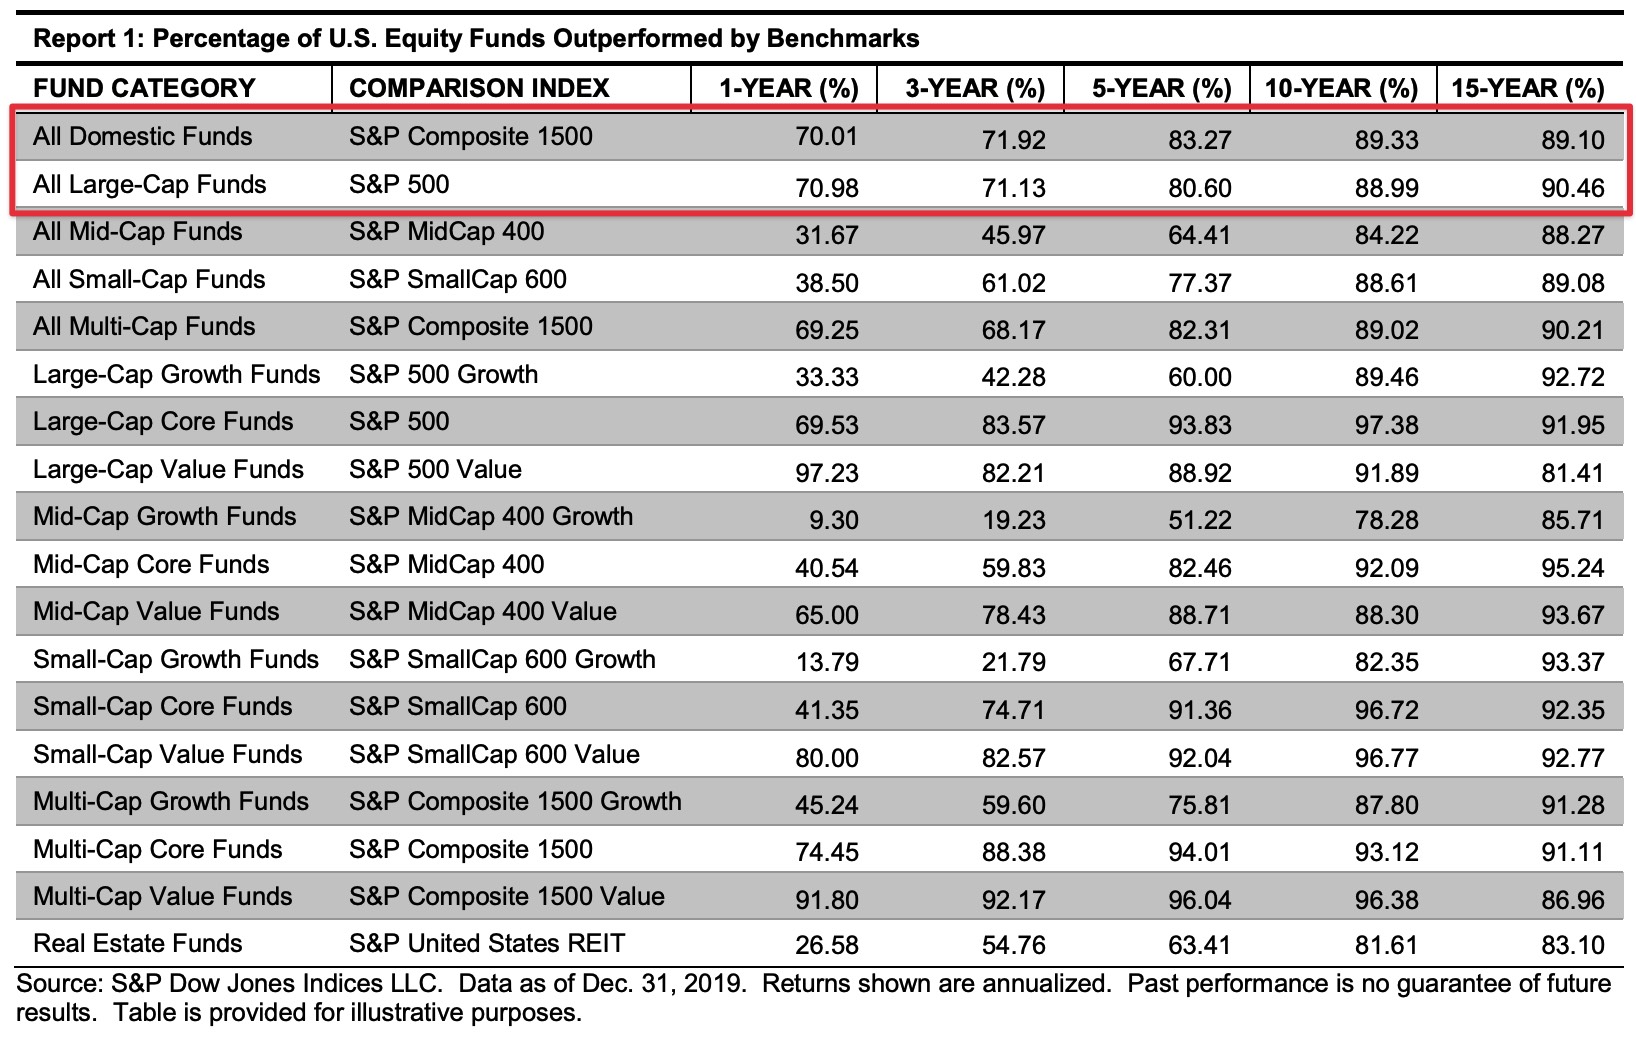 Report 1: Percentage of U.S. Equity Funds Outperformed by Benchmarks
FUND CATEGORY COMPARISON INDEX 1-YEAR (%) 3-YEAR (%) 5-YEAR (%) 10-YEAR (%) 15-YEAR (%)
All Domestic Funds S&P Composite 1500 70.01 71.92 83.27 89.33 89.10
All Large-Cap Funds S&P 500 70.98 71.13 80.60 88.99 90.46
All Mid-Cap Funds S&P MidCap 400 31.67 45.97 64.41 84.22 88.27
All Small-Cap Funds S&P SmallCap 600 38.50 61.02 77.37 88.61 89.08
All Multi-Cap Funds S&P Composite 1500 69.25 68.17 82.31 89.02 90.21
Large-Cap Growth Funds S&P 500 Growth 33.33 42.28 60.00 89.46 92.72
Large-Cap Core Funds S&P 500 69.53 83.57 93.83 97.38 91.95
Large-Cap Value Funds S&P 500 Value 97.23 82.21 88.92 91.89 81.41
Mid-Cap Growth Funds S&P MidCap 400 Growth 9.30 19.23 51.22 78.28 85.71
Mid-Cap Core Funds S&P MidCap 400 40.54 59.83 82.46 92.09 95.24
Mid-Cap Value Funds S&P MidCap 400 Value 65.00 78.43 88.71 88.30 93.67
Small-Cap Growth Funds S&P SmallCap 600 Growth 13.79 21.79 67.71 82.35 93.37
Small-Cap Core Funds S&P SmallCap 600 41.35 74.71 91.36 96.72 92.35
Small-Cap Value Funds S&P SmallCap 600 Value 80.00 82.57 92.04 96.77 92.77
Multi-Cap Growth Funds S&P Composite 1500 Growth 45.24 59.60 75.81 87.80 91.28
Multi-Cap Core Funds S&P Composite 1500 74.45 88.38 94.01 93.12 91.11
Multi-Cap Value Funds S&P Composite 1500 Value 91.80 92.17 96.04 96.38 86.96
Real Estate Funds S&P United States REIT 26.58 54.76 63.41 81.61 83.10
Source: S&P Dow Jones Indices LLC. Data as of Dec. 31, 2019. Returns shown are annualized. Past performance is no guarantee of future
results. Table is provided for illustrative purposes.